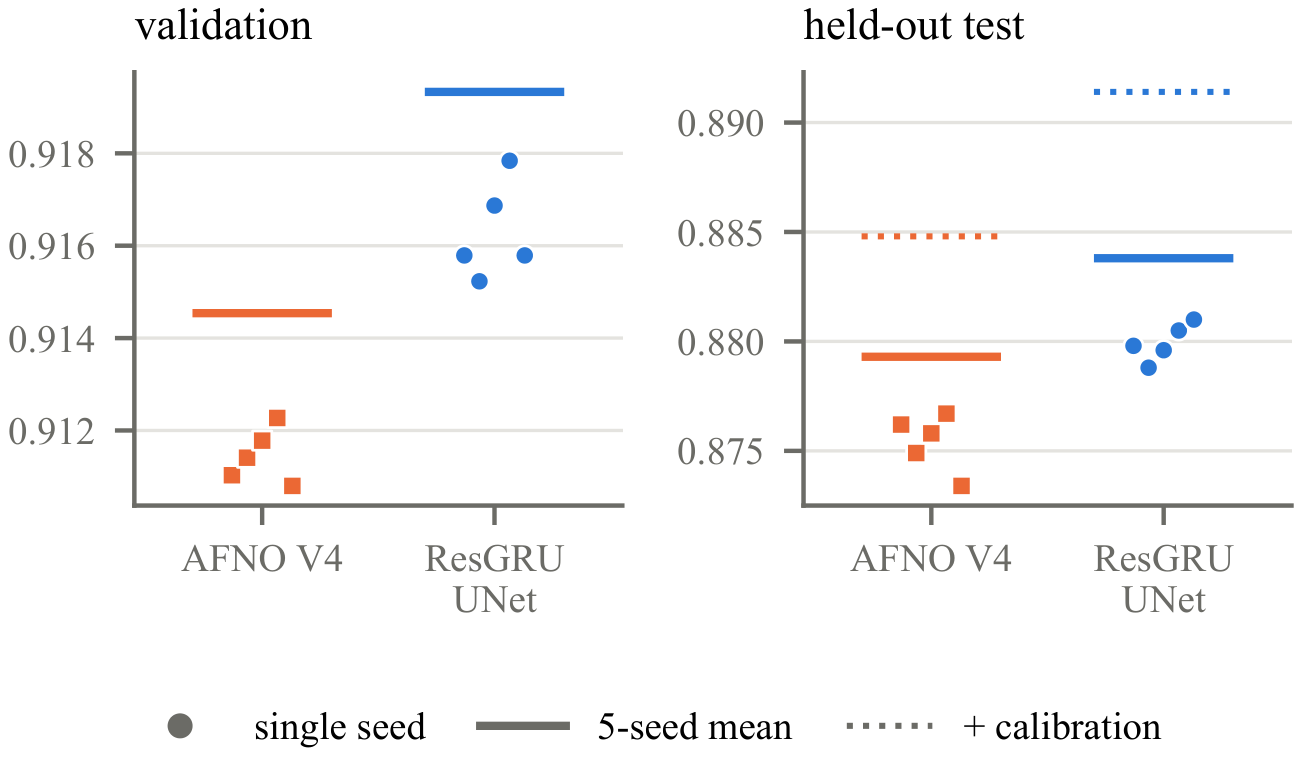 validation
0.918
0.916
0.914
0.912
AFNO V4
ResGRU
UNet
held-out test
0.890
0.885
0.880
0.875
AFNO V4
ResGRU
UNet
single seed
5-seed mean
+ calibration